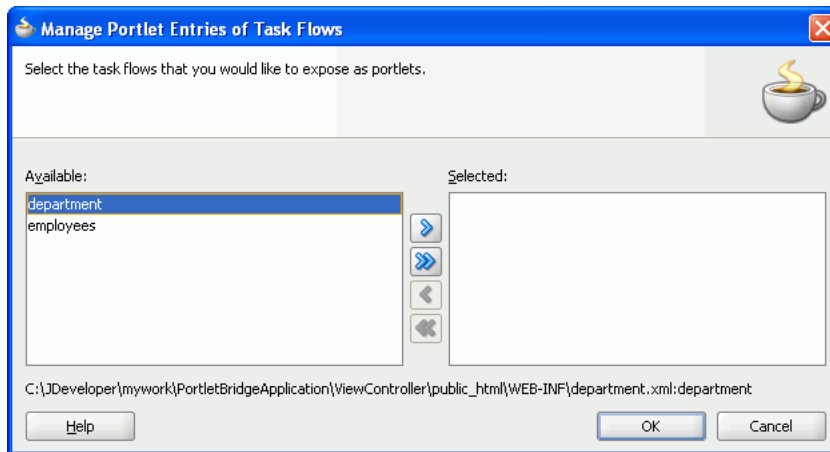 Manage Portlet Entries of Task Flows
Select the task flows that you would like to expose as portlets.
Available:
Selected:
department
employees
C:\JDeveloper\mywork\PortletBridgeApplication\ViewController\public_html\WEB-INF\department.xml:department
Help
OK
Cancel